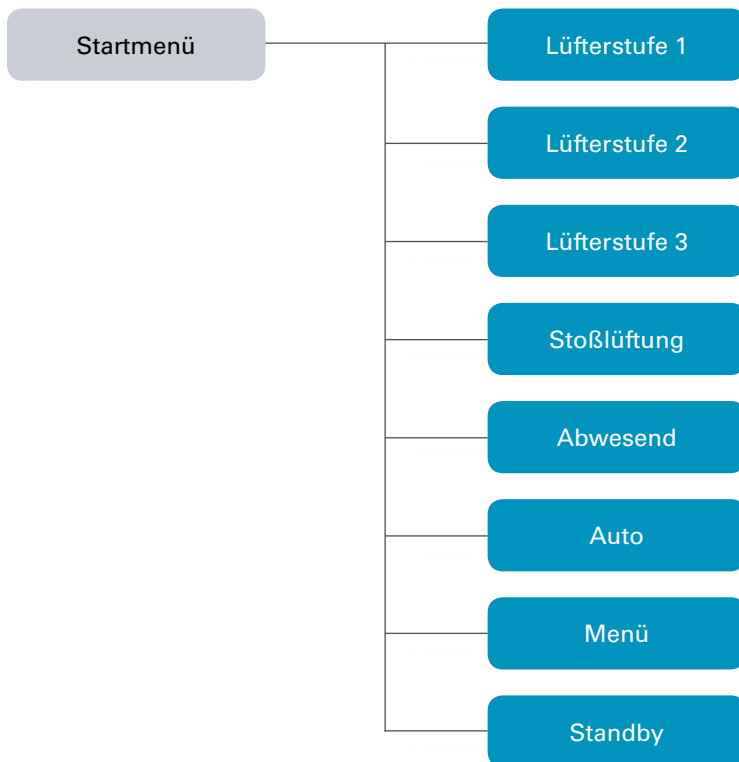 Startmenü
Lüfterstufe 1
Lüfterstufe 2
Lüfterstufe 3
Stoßlüftung
Abwesend
Auto
Menü
Standby